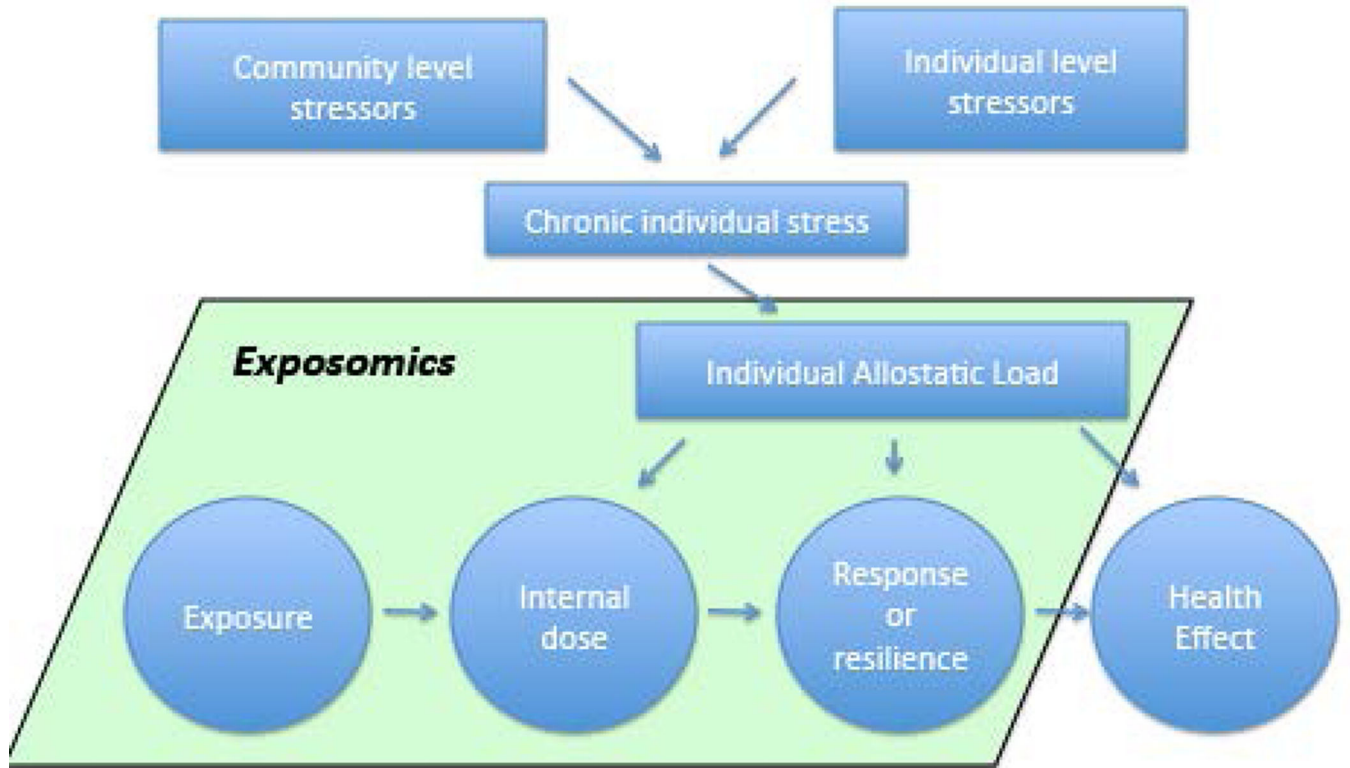 Community level
stressors
Individual level
stressors
Chronic individual stress
Exposomics
Individual Allostatic Load
Exposure
Internal
dose
Response
or
resilience
Health
Effect